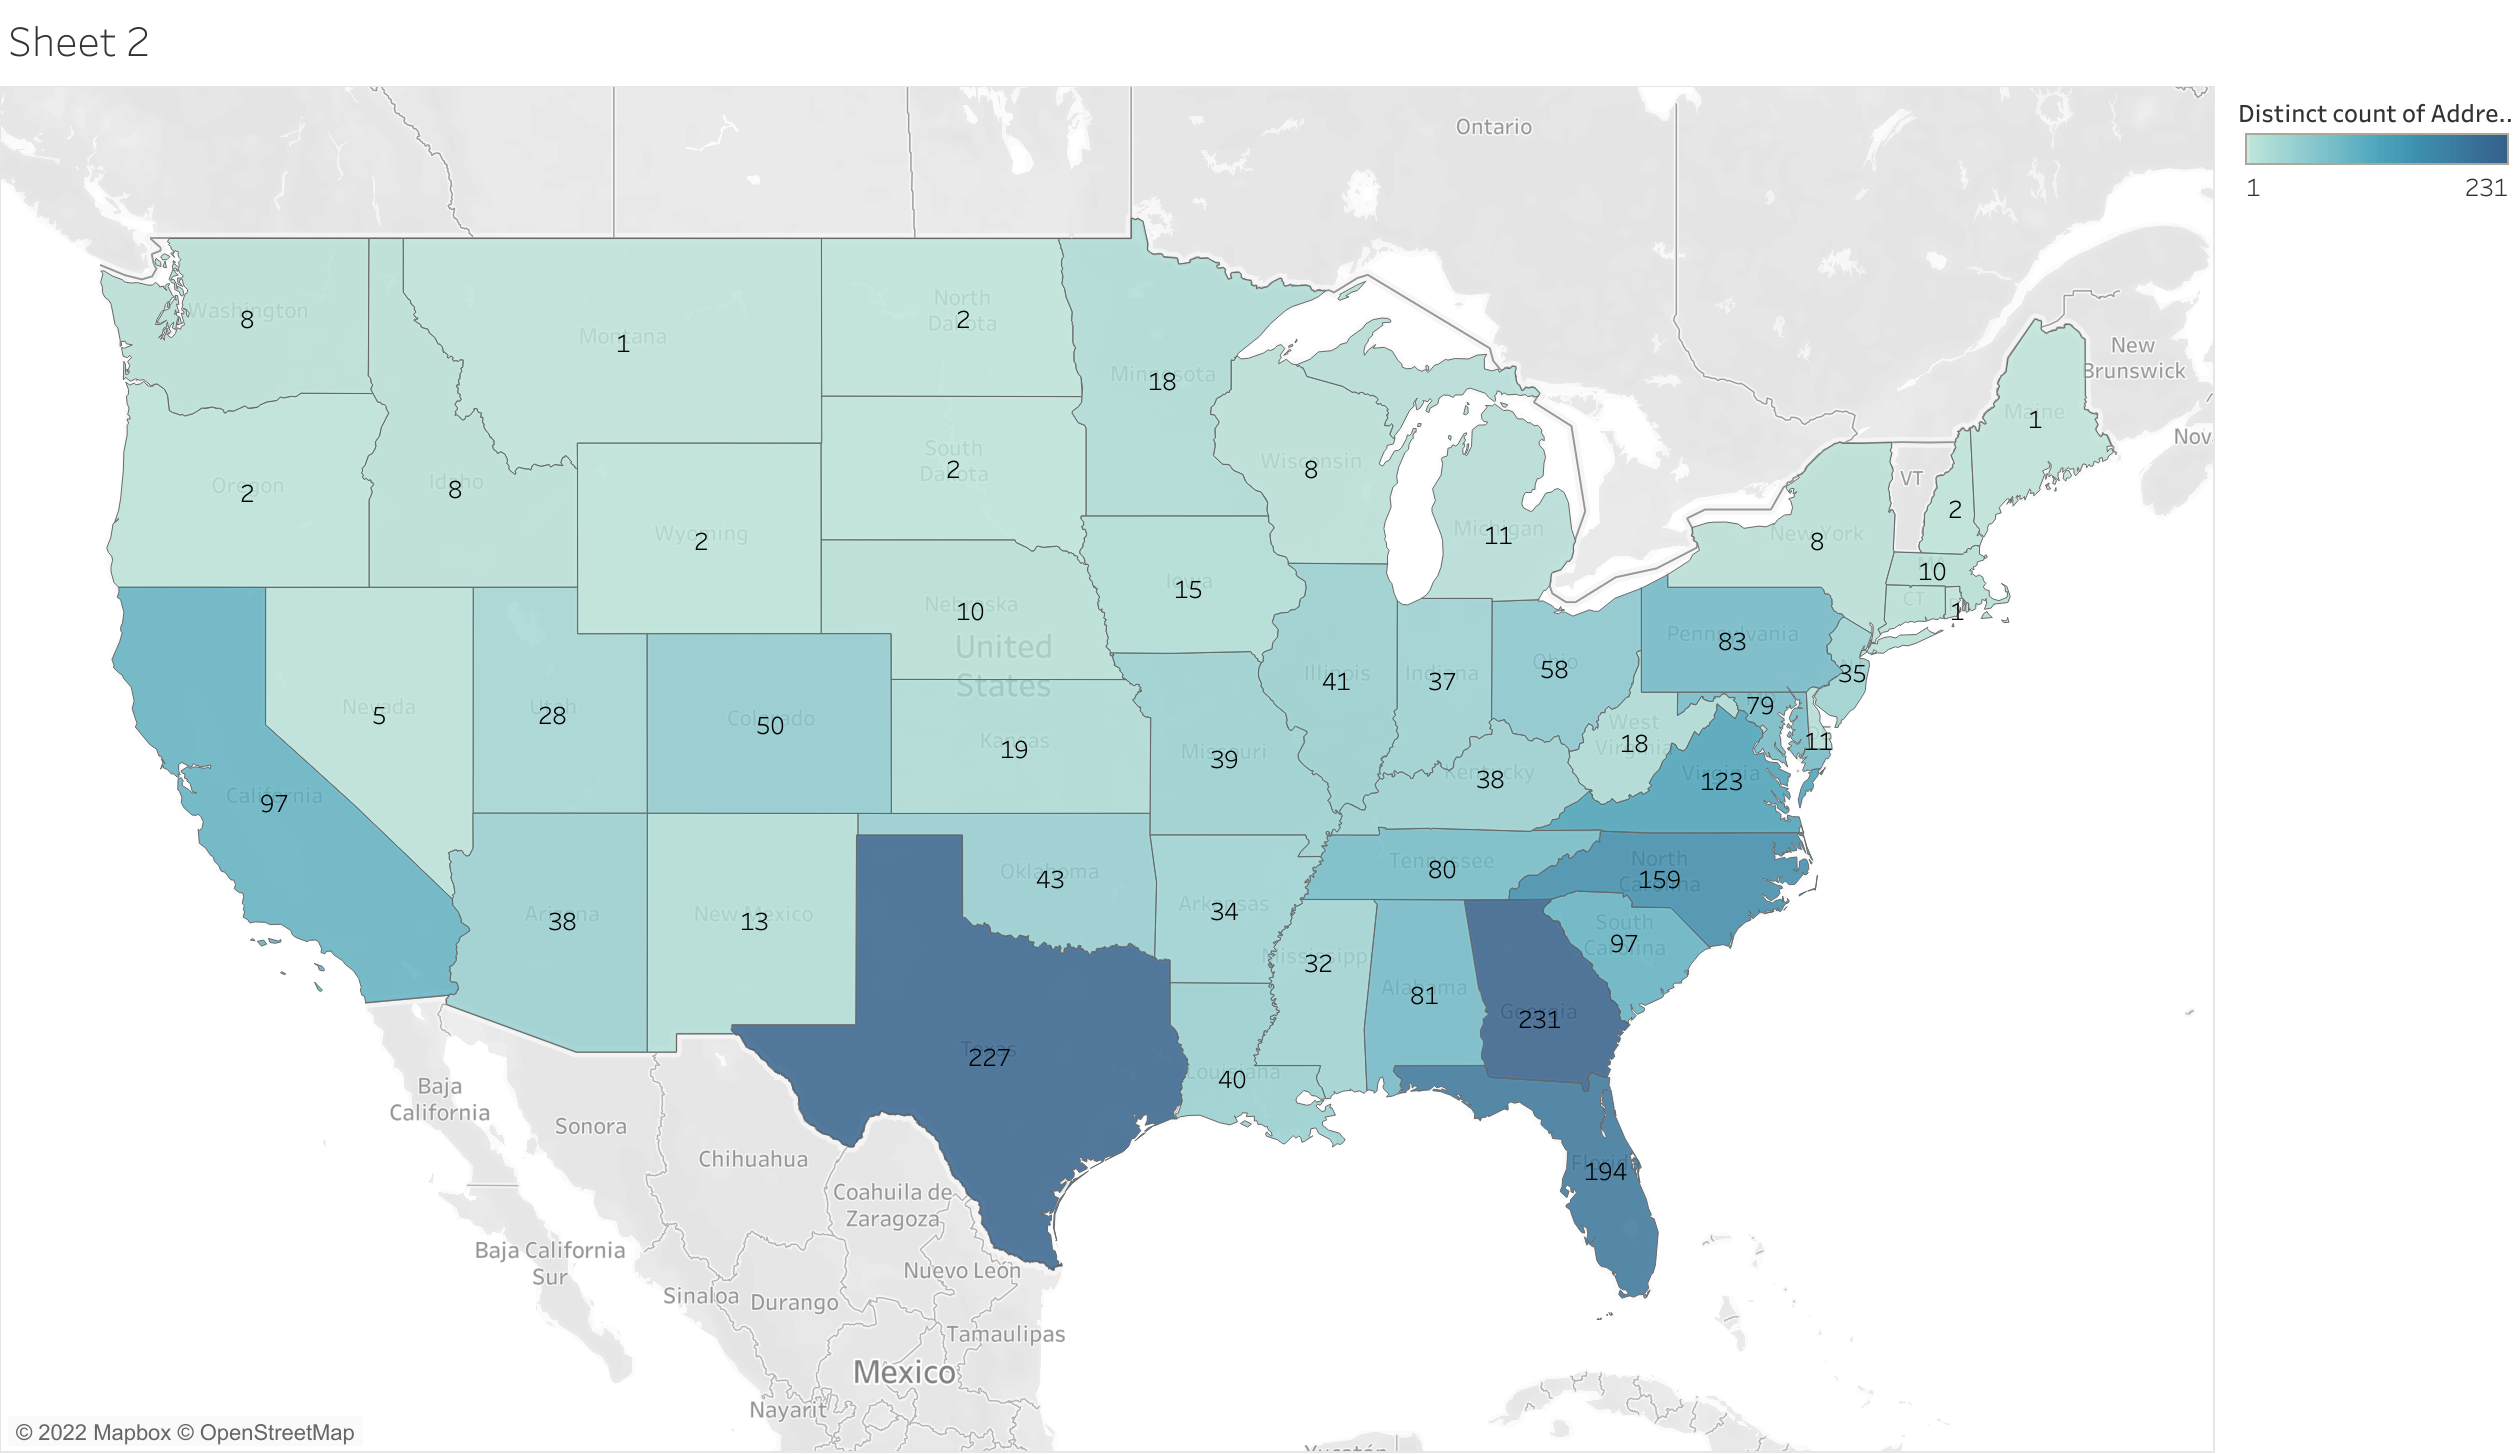 Sheet 2
Distinct count of Addre..
1
231
Ontario
New
Brunswick
Nov
Washington
8
Montana
1
North
Dakota
2
Minnesota
18
Maine
1
Oregon
2
Idaho
8
Wyoming
2
South
Dakota
2
Wisconsin
8
Michigan
11
New York
8
VT
2
10
CT
1
Iowa
15
Nebraska
10
United
States
Nevada
5
Utah
28
Colorado
50
Kansas
19
Missouri
39
Illinois
41
Indiana
37
Ohio
58
Pennsylvania
83
35
79
11
West
Virginia
18
Virginia
123
Kentucky
38
California
97
Arizona
38
New Mexico
13
Oklahoma
43
Arkansas
34
Tennessee
80
North
Carolina
159
South
Carolina
97
Mississippi
32
Alabama
81
Georgia
231
Texas
227
Louisiana
40
Florida
194
Baja
California
Sonora
Chihuahua
Coahuila de
Zaragoza
Baja California
Sur
Nuevo León
Sinaloa
Durango
Tamaulipas
Mexico
Nayarit
© 2022 Mapbox © OpenStreetMap